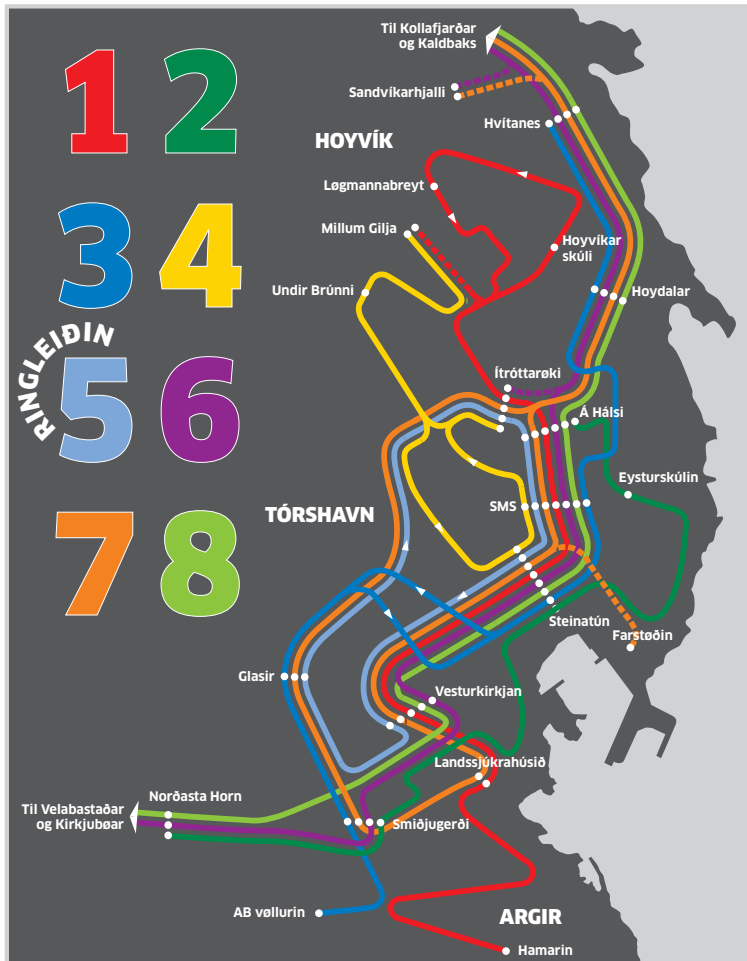 Til Kollafjarðar
og Kaldbaks
1 2
Sandvíkarhjalli
Hvítanes
HOYVÍK
Løgmannabreyt
3 4
Millum Gilja
Hoyvíkar
skúli
Undir Brúnni
Hoydalar
RINGLEIÐIN
5 6
Ítróttarøki
Á Hálsi
Eysturskúlin
SMS
TÓRSHAVN
7 8
Steinatún
Farstøðin
Glasir
Vesturkirkjan
Landssjúkrahúsið
Norðasta Horn
Til Velabastaðar
og Kirkjubøar
Smiðjugerði
AB vøllurin
ARGIR
Hamarin